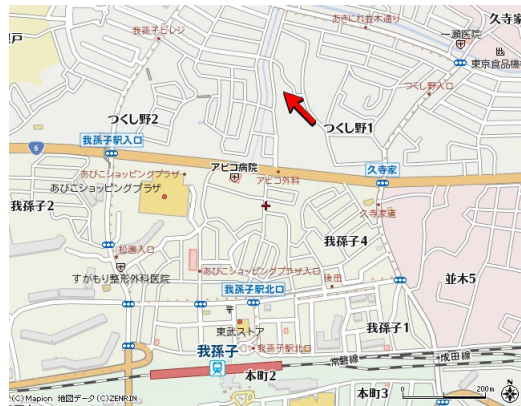 我孫子ビレジ
あきにれ並木通り
久寺
一瀬医院
東京食品機
つくし野入口
つくし野2
つくし野1
我孫子駅入口
6
アビコ病院
アビコ外科
久寺家
あびこショッピングプラザ
あびこショッピングプラザ
我孫子2
久寺家道
我孫子4
松濤入口
すがもり整形外科医院
あびこショッピングプラザ入口
後田
並木5
我孫子駅北口
東武ストア
我孫子1
我孫子
我孫子駅北口
常磐線
成田線
本町2
本町3
0
200m
(C)Mapion 地図データ(C)ZENRIN